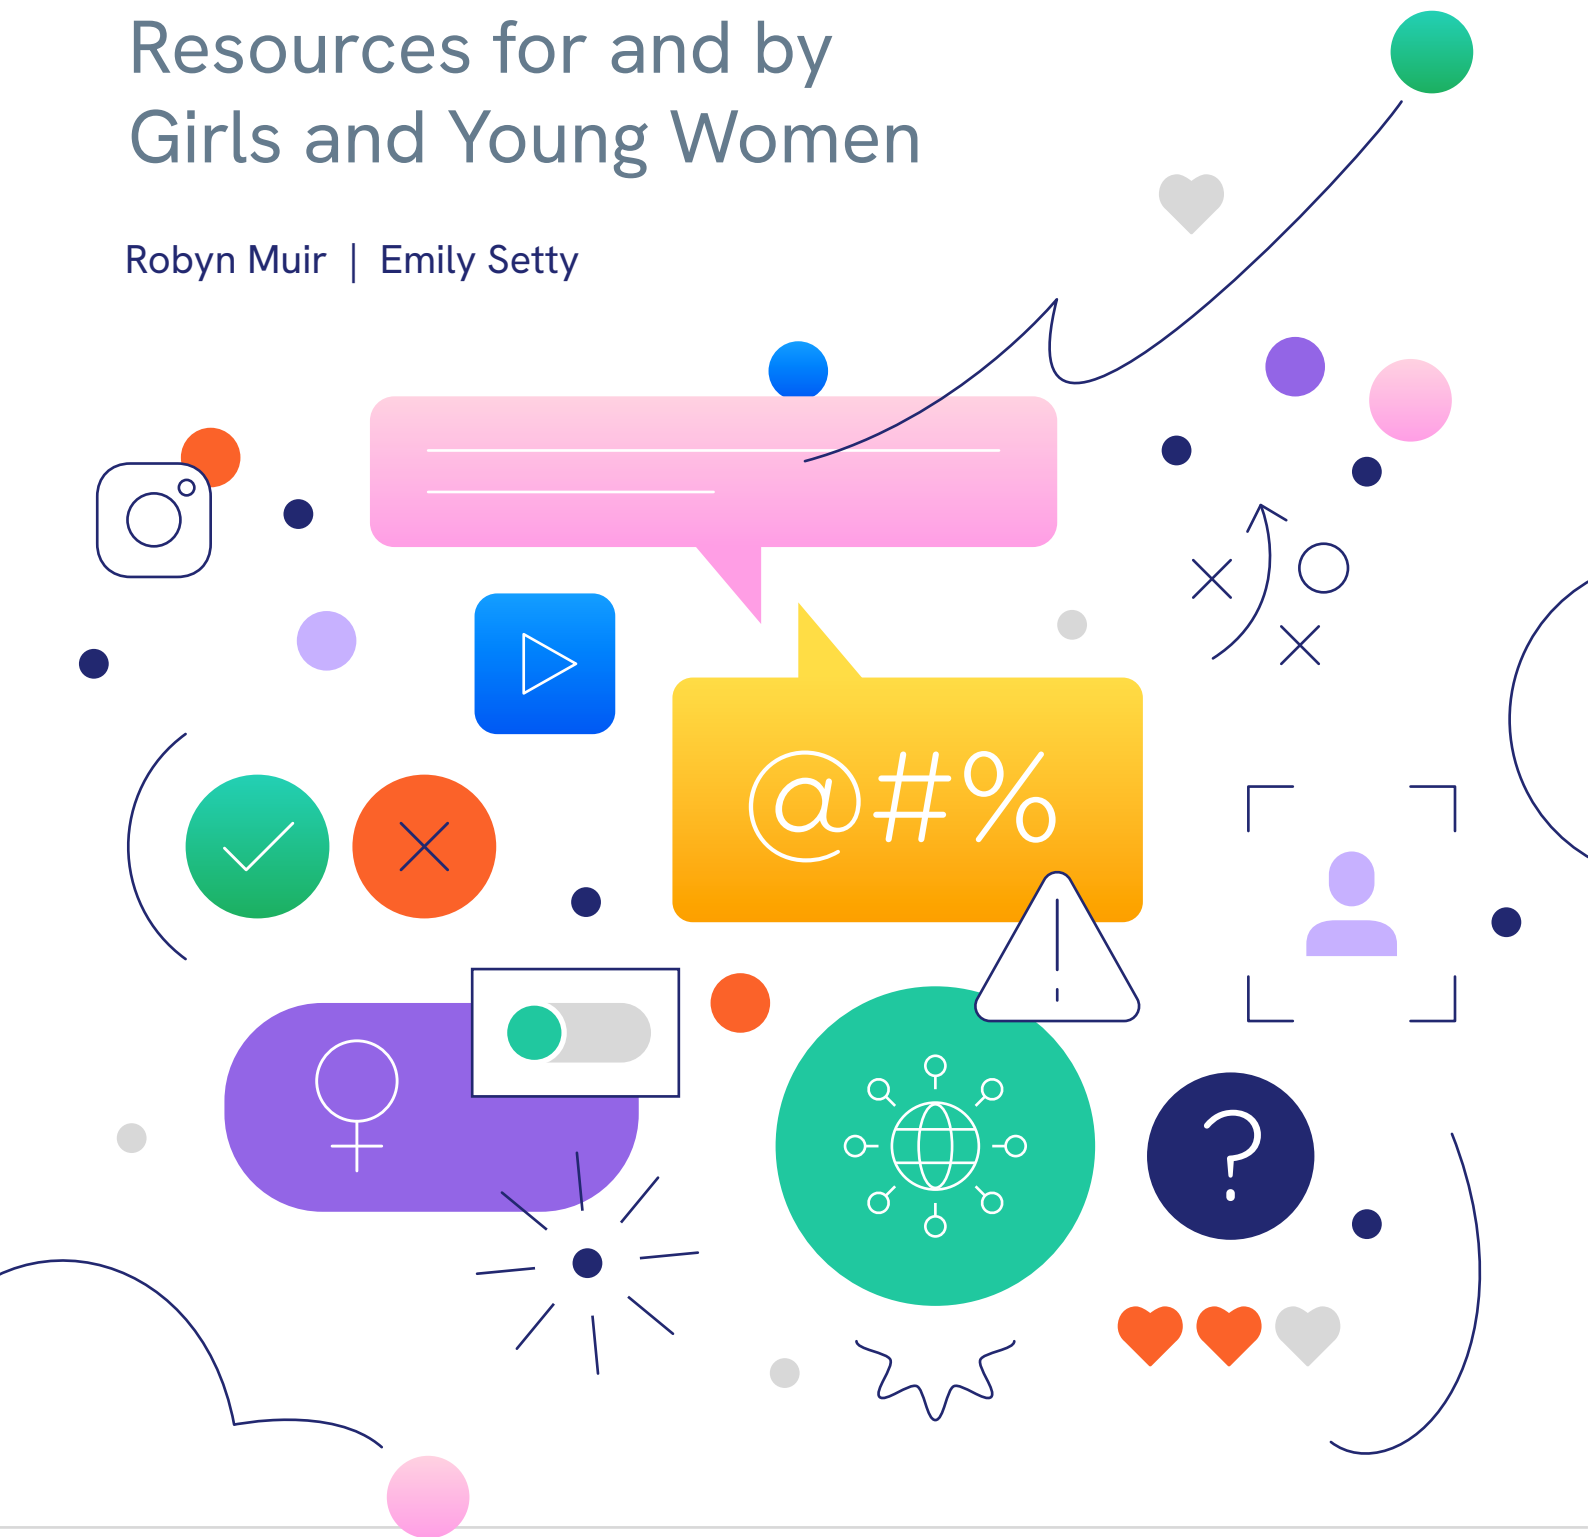 Resources for and by
Girls and Young Women
Robyn Muir | Emily Setty
@#%
?